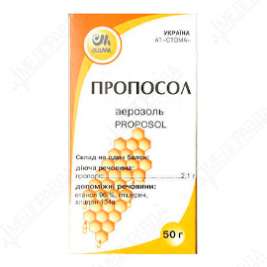 УКРАЇНА
АТ «СТОМА»
ПРОПОСОЛ
аерозоль
PROPOSOL
Склад на один балон:
діюча речовина:
прополіс 2,1 г
допоміжні речовини:
етанол 96 %, гліцерин,
50 г